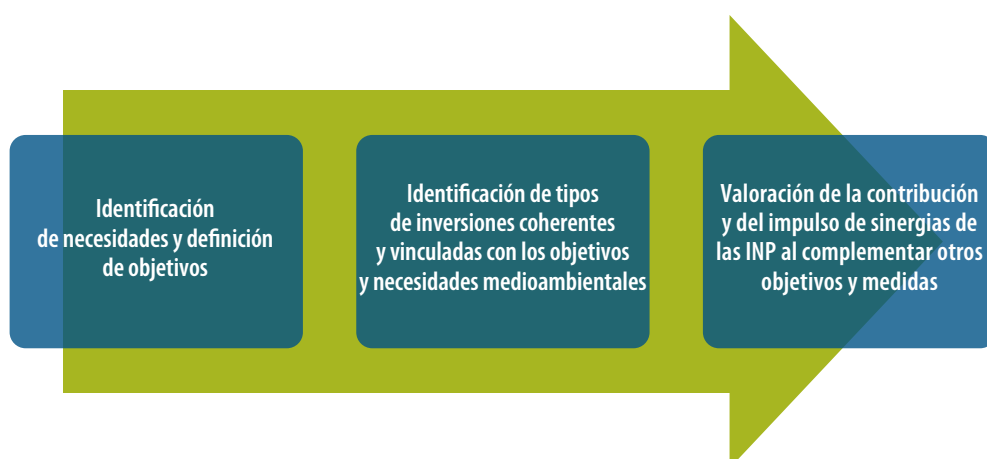 Identificación
de necesidades y definición
de objetivos
Identificación de tipos
de inversiones coherentes
y vinculadas con los objetivos
y necesidades medioambientales
Valoración de la contribución
y del impulso de sinergias de
las INP al complementar otros
objetivos y medidas